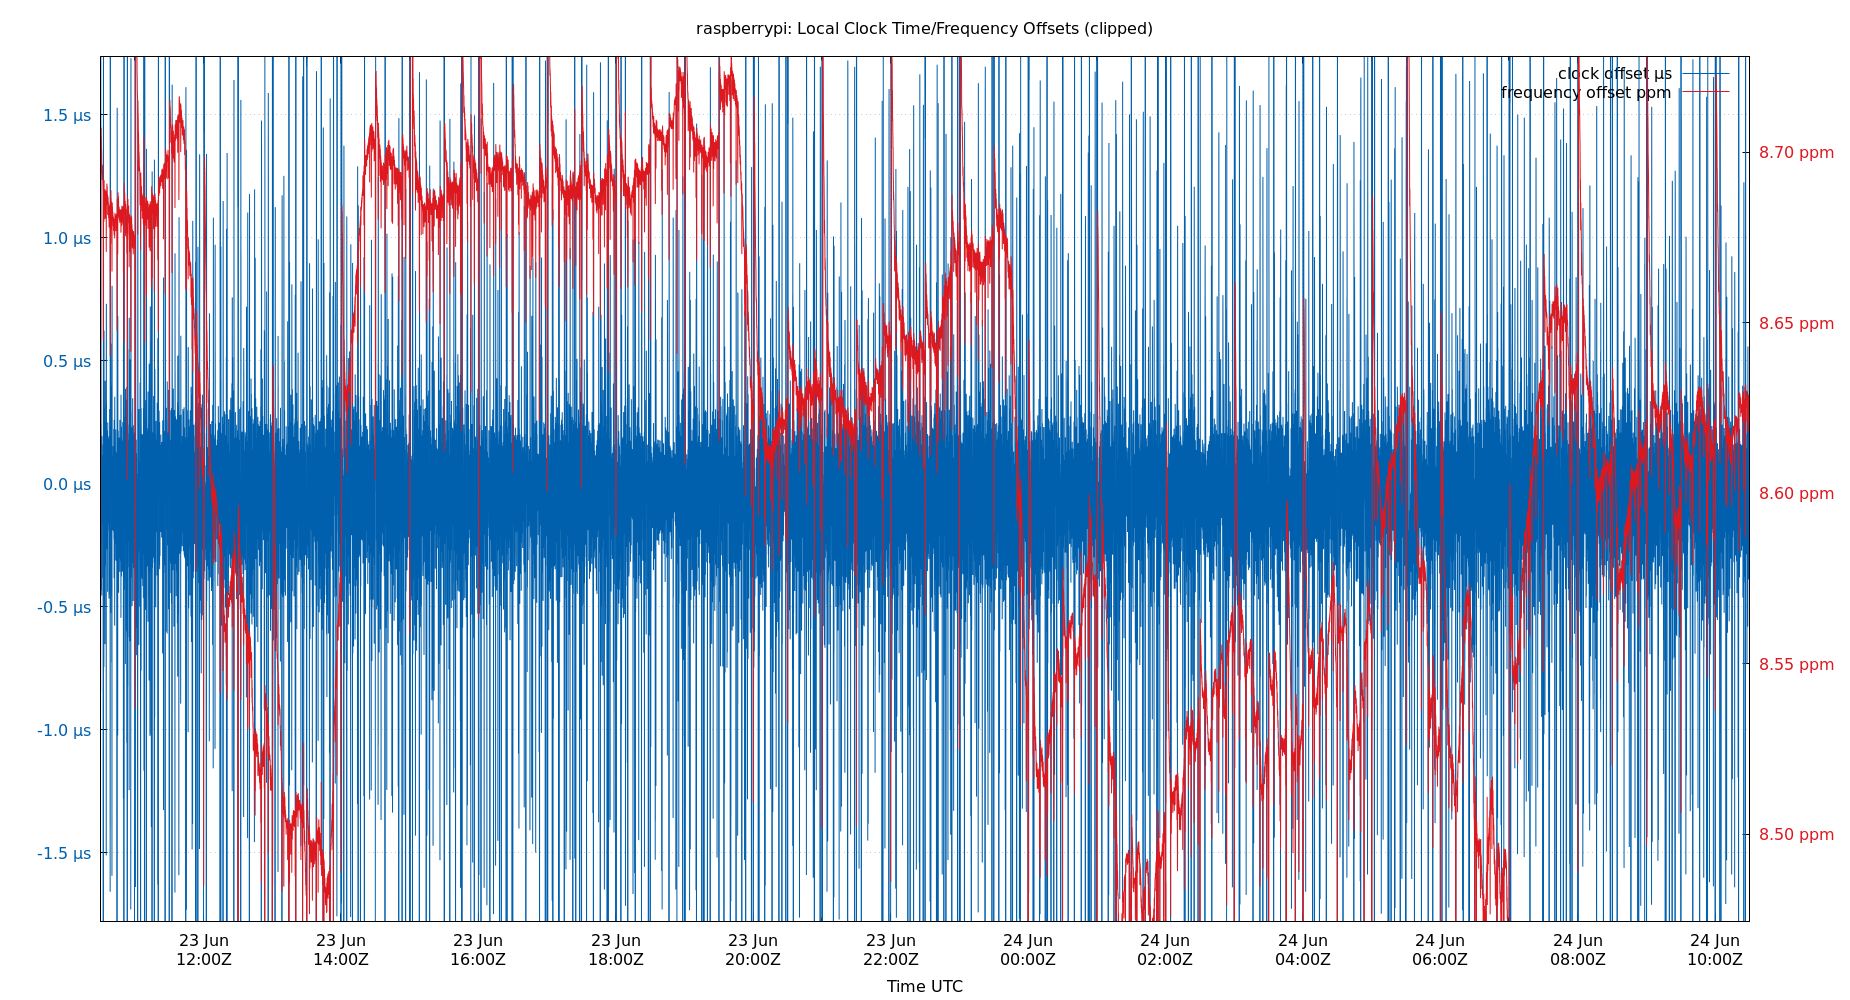 raspberrypi: Local Clock Time/Frequency Offsets (clipped)
clock offset µs
frequency offset ppm
1.5 µs
1.0 µs
0.5 µs
0.0 µs
-0.5 µs
-1.0 µs
-1.5 µs
8.70 ppm
8.65 ppm
8.60 ppm
8.55 ppm
8.50 ppm
23 Jun
12:00Z
23 Jun
14:00Z
23 Jun
16:00Z
23 Jun
18:00Z
23 Jun
20:00Z
23 Jun
22:00Z
24 Jun
00:00Z
24 Jun
02:00Z
24 Jun
04:00Z
24 Jun
06:00Z
24 Jun
08:00Z
24 Jun
10:00Z
Time UTC